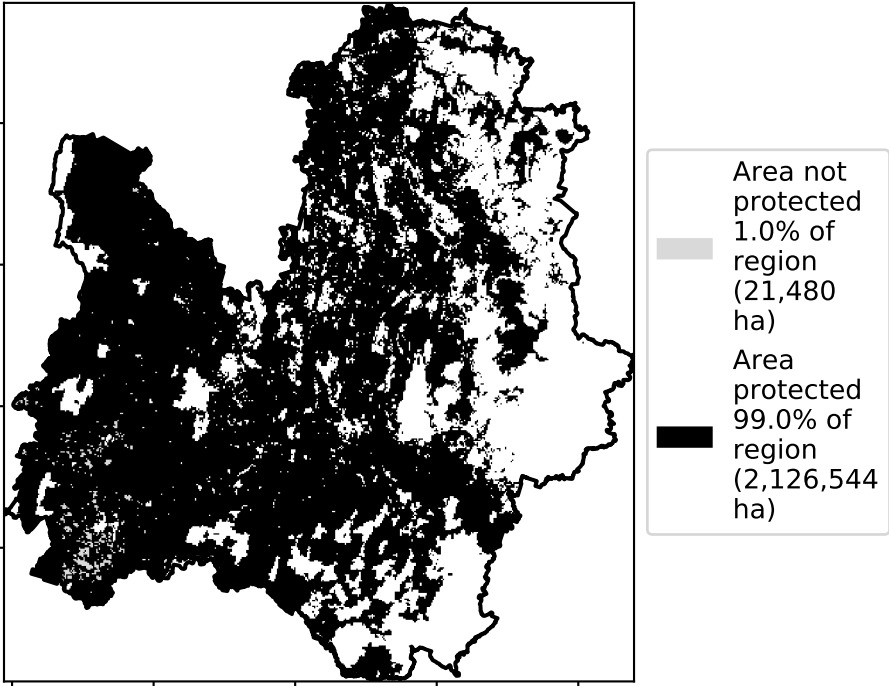 Area not
protected
1.0% of
region
(21,480
ha)
Area
protected
99.0% of
region
(2,126,544
ha)